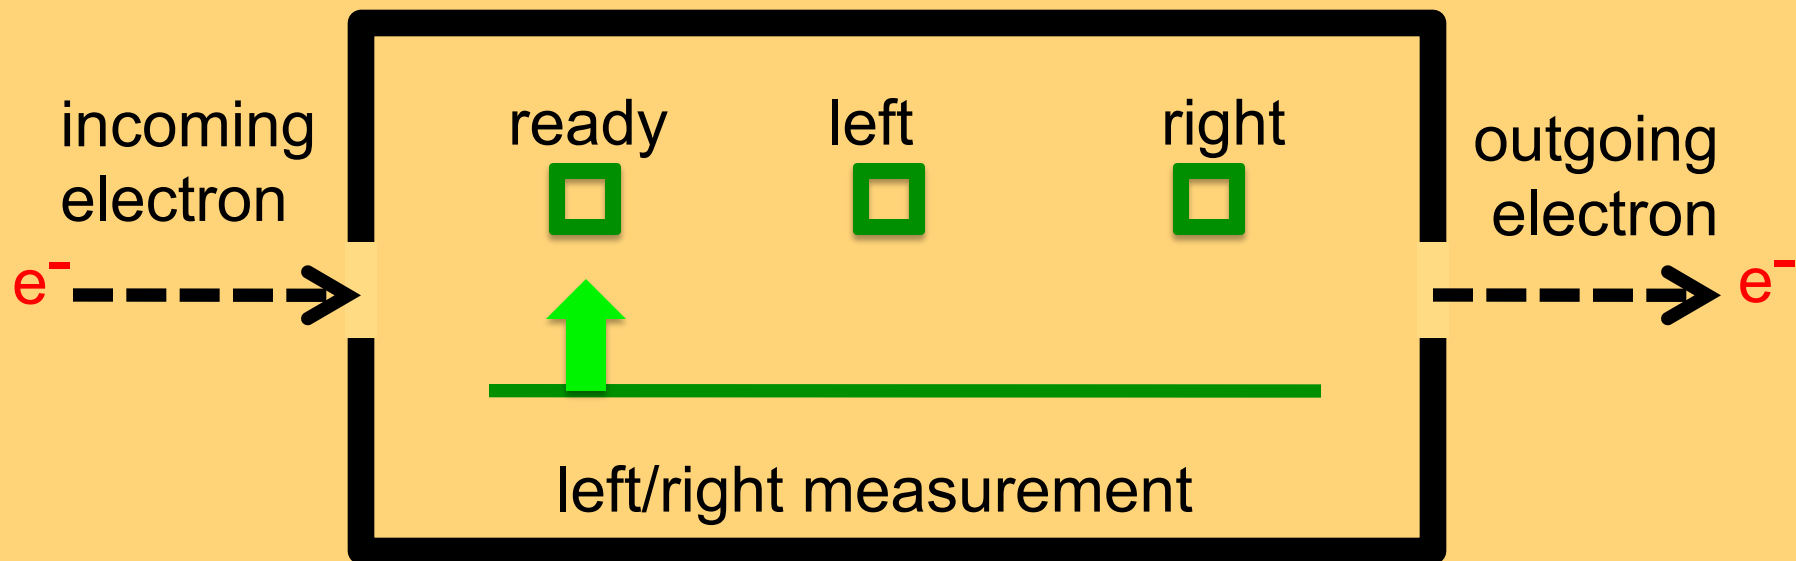 incoming
electron
e⁻
ready
left
right
left/right measurement
outgoing
electron
e⁻